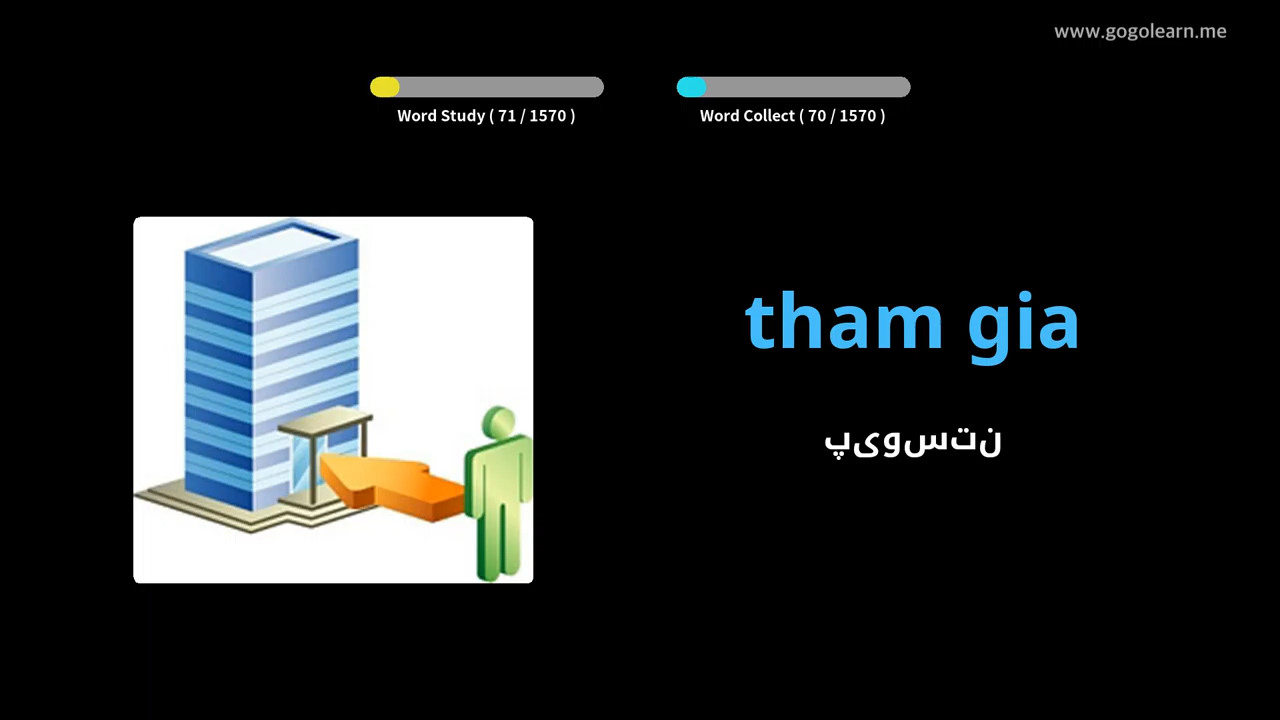 www.gogolearn.me
Word Study ( 71 / 1570 )
Word Collect ( 70 / 1570 )
tham gia
پیوستن